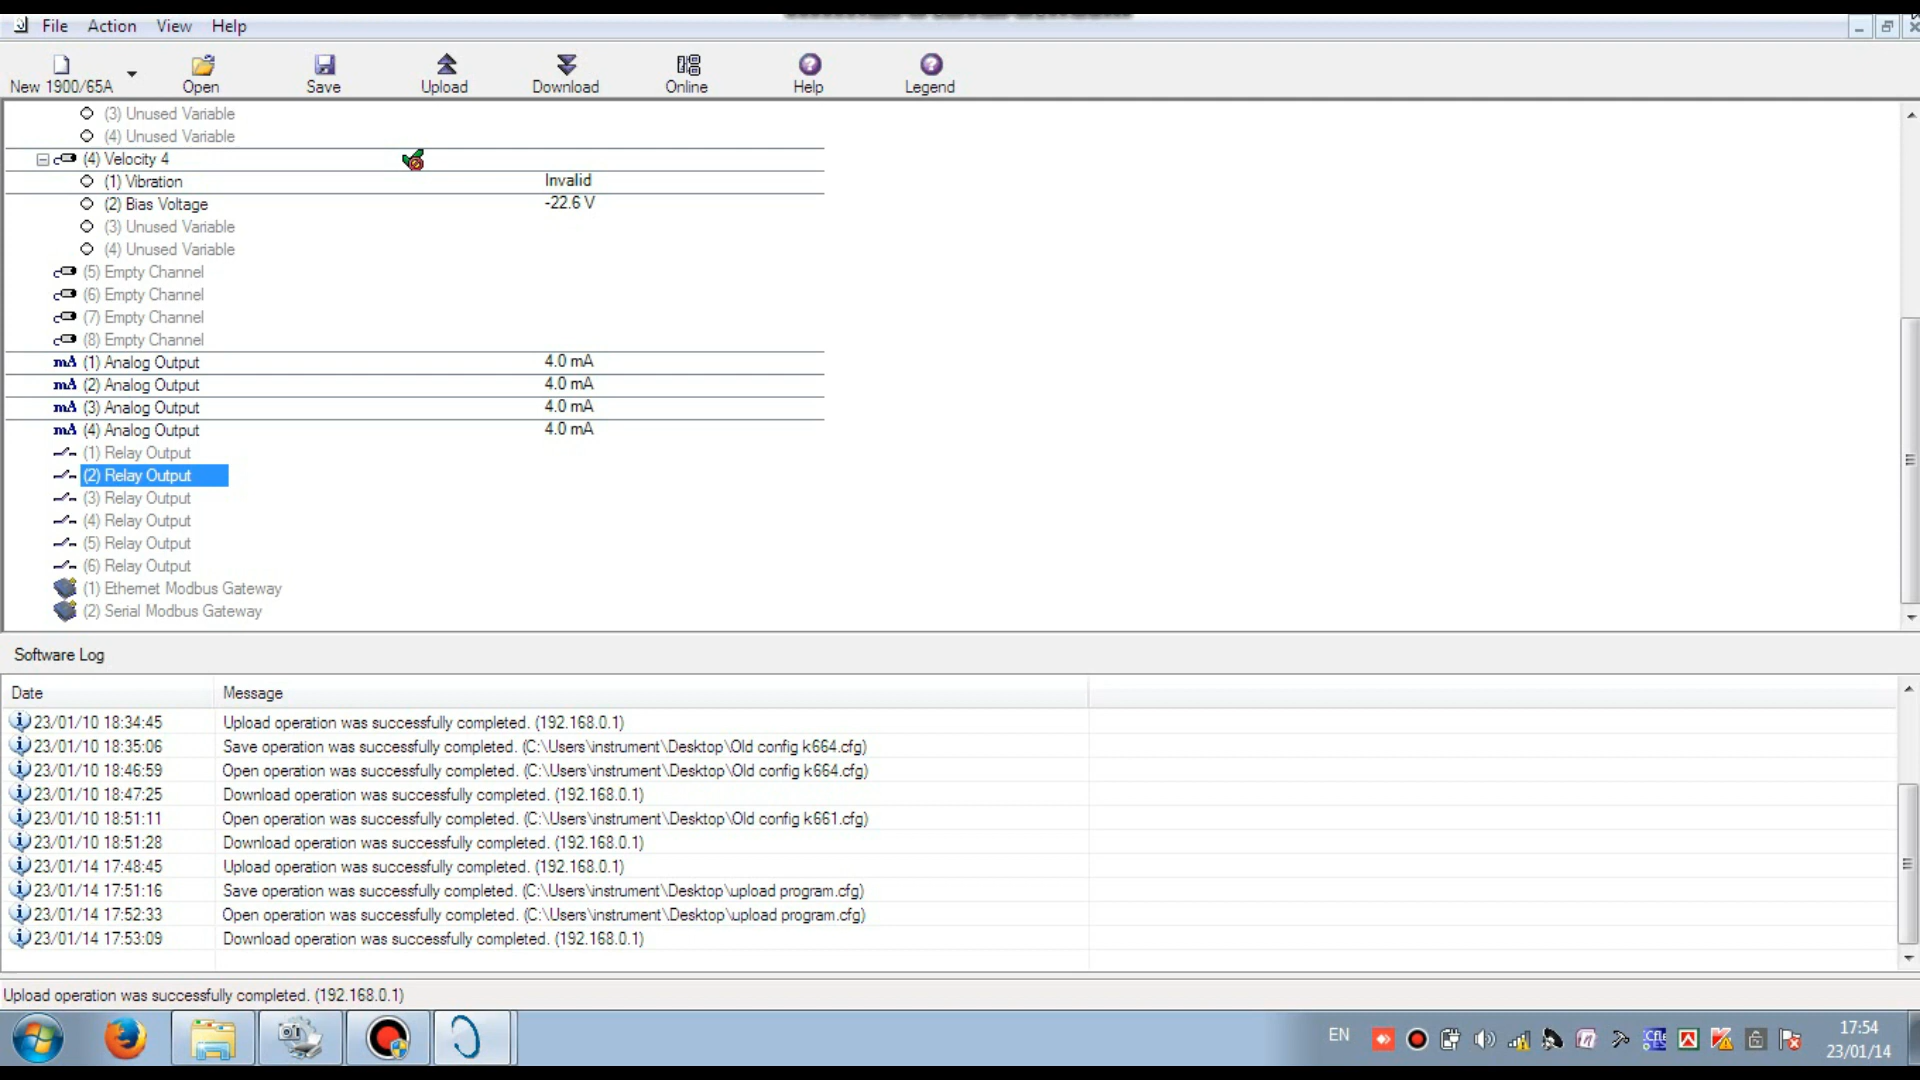 File Action View Help
New 1900/65A Open Save Upload Download Online Help Legend
(3) Unused Variable
(4) Unused Variable
(4) Velocity 4
(1) Vibration Invalid
(2) Bias Voltage -22.6 V
(3) Unused Variable
(4) Unused Variable
(5) Empty Channel
(6) Empty Channel
(7) Empty Channel
(8) Empty Channel
mA (1) Analog Output 4.0 mA
mA (2) Analog Output 4.0 mA
mA (3) Analog Output 4.0 mA
mA (4) Analog Output 4.0 mA
(1) Relay Output
(2) Relay Output
(3) Relay Output
(4) Relay Output
(5) Relay Output
(6) Relay Output
(1) Ethernet Modbus Gateway
(2) Serial Modbus Gateway
Software Log
Date Message
23/01/10 18:34:45 Upload operation was successfully completed. (192.168.0.1)
23/01/10 18:35:06 Save operation was successfully completed. (C:\Users\instrument\Desktop\Old config k664.cfg)
23/01/10 18:46:59 Open operation was successfully completed. (C:\Users\instrument\Desktop\Old config k664.cfg)
23/01/10 18:47:25 Download operation was successfully completed. (192.168.0.1)
23/01/10 18:51:11 Open operation was successfully completed. (C:\Users\instrument\Desktop\Old config k661.cfg)
23/01/10 18:51:28 Download operation was successfully completed. (192.168.0.1)
23/01/14 17:48:45 Upload operation was successfully completed. (192.168.0.1)
23/01/14 17:51:16 Save operation was successfully completed. (C:\Users\instrument\Desktop\upload program.cfg)
23/01/14 17:52:33 Open operation was successfully completed. (C:\Users\instrument\Desktop\upload program.cfg)
23/01/14 17:53:09 Download operation was successfully completed. (192.168.0.1)
Upload operation was successfully completed. (192.168.0.1)
EN 17:54
23/01/14